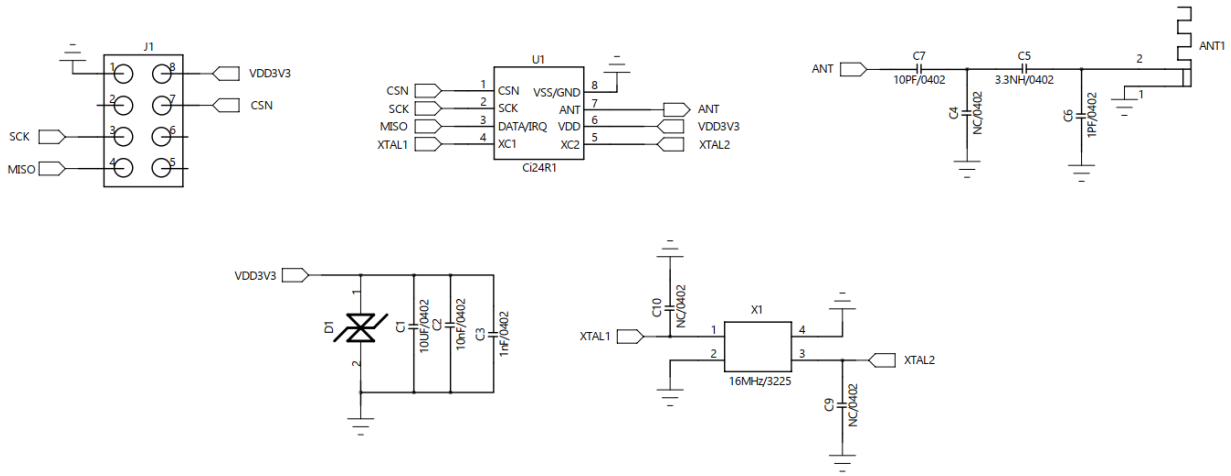 J1
1
8
VDD3V3
2
7
CSN
SCK
3
6
MISO
4
5
U1
CSN
1
CSN
VSS/GND
8
SCK
2
SCK
ANT
7
ANT
MISO
3
DATA/IRQ
VDD
6
VDD3V3
XTAL1
4
XC1
XC2
5
XTAL2
Ci24R1
ANT
C7
10PF/0402
C5
3.3NH/0402
2
ANT1
1
C4
NC/0402
C6
1PF/0402
VDD3V3
1
D1
2
C1
10UF/0402
C2
10nF/0402
C3
1nF/0402
C10
NC/0402
X1
XTAL1
1
4
2
3
XTAL2
16MHz/3225
C9
NC/0402